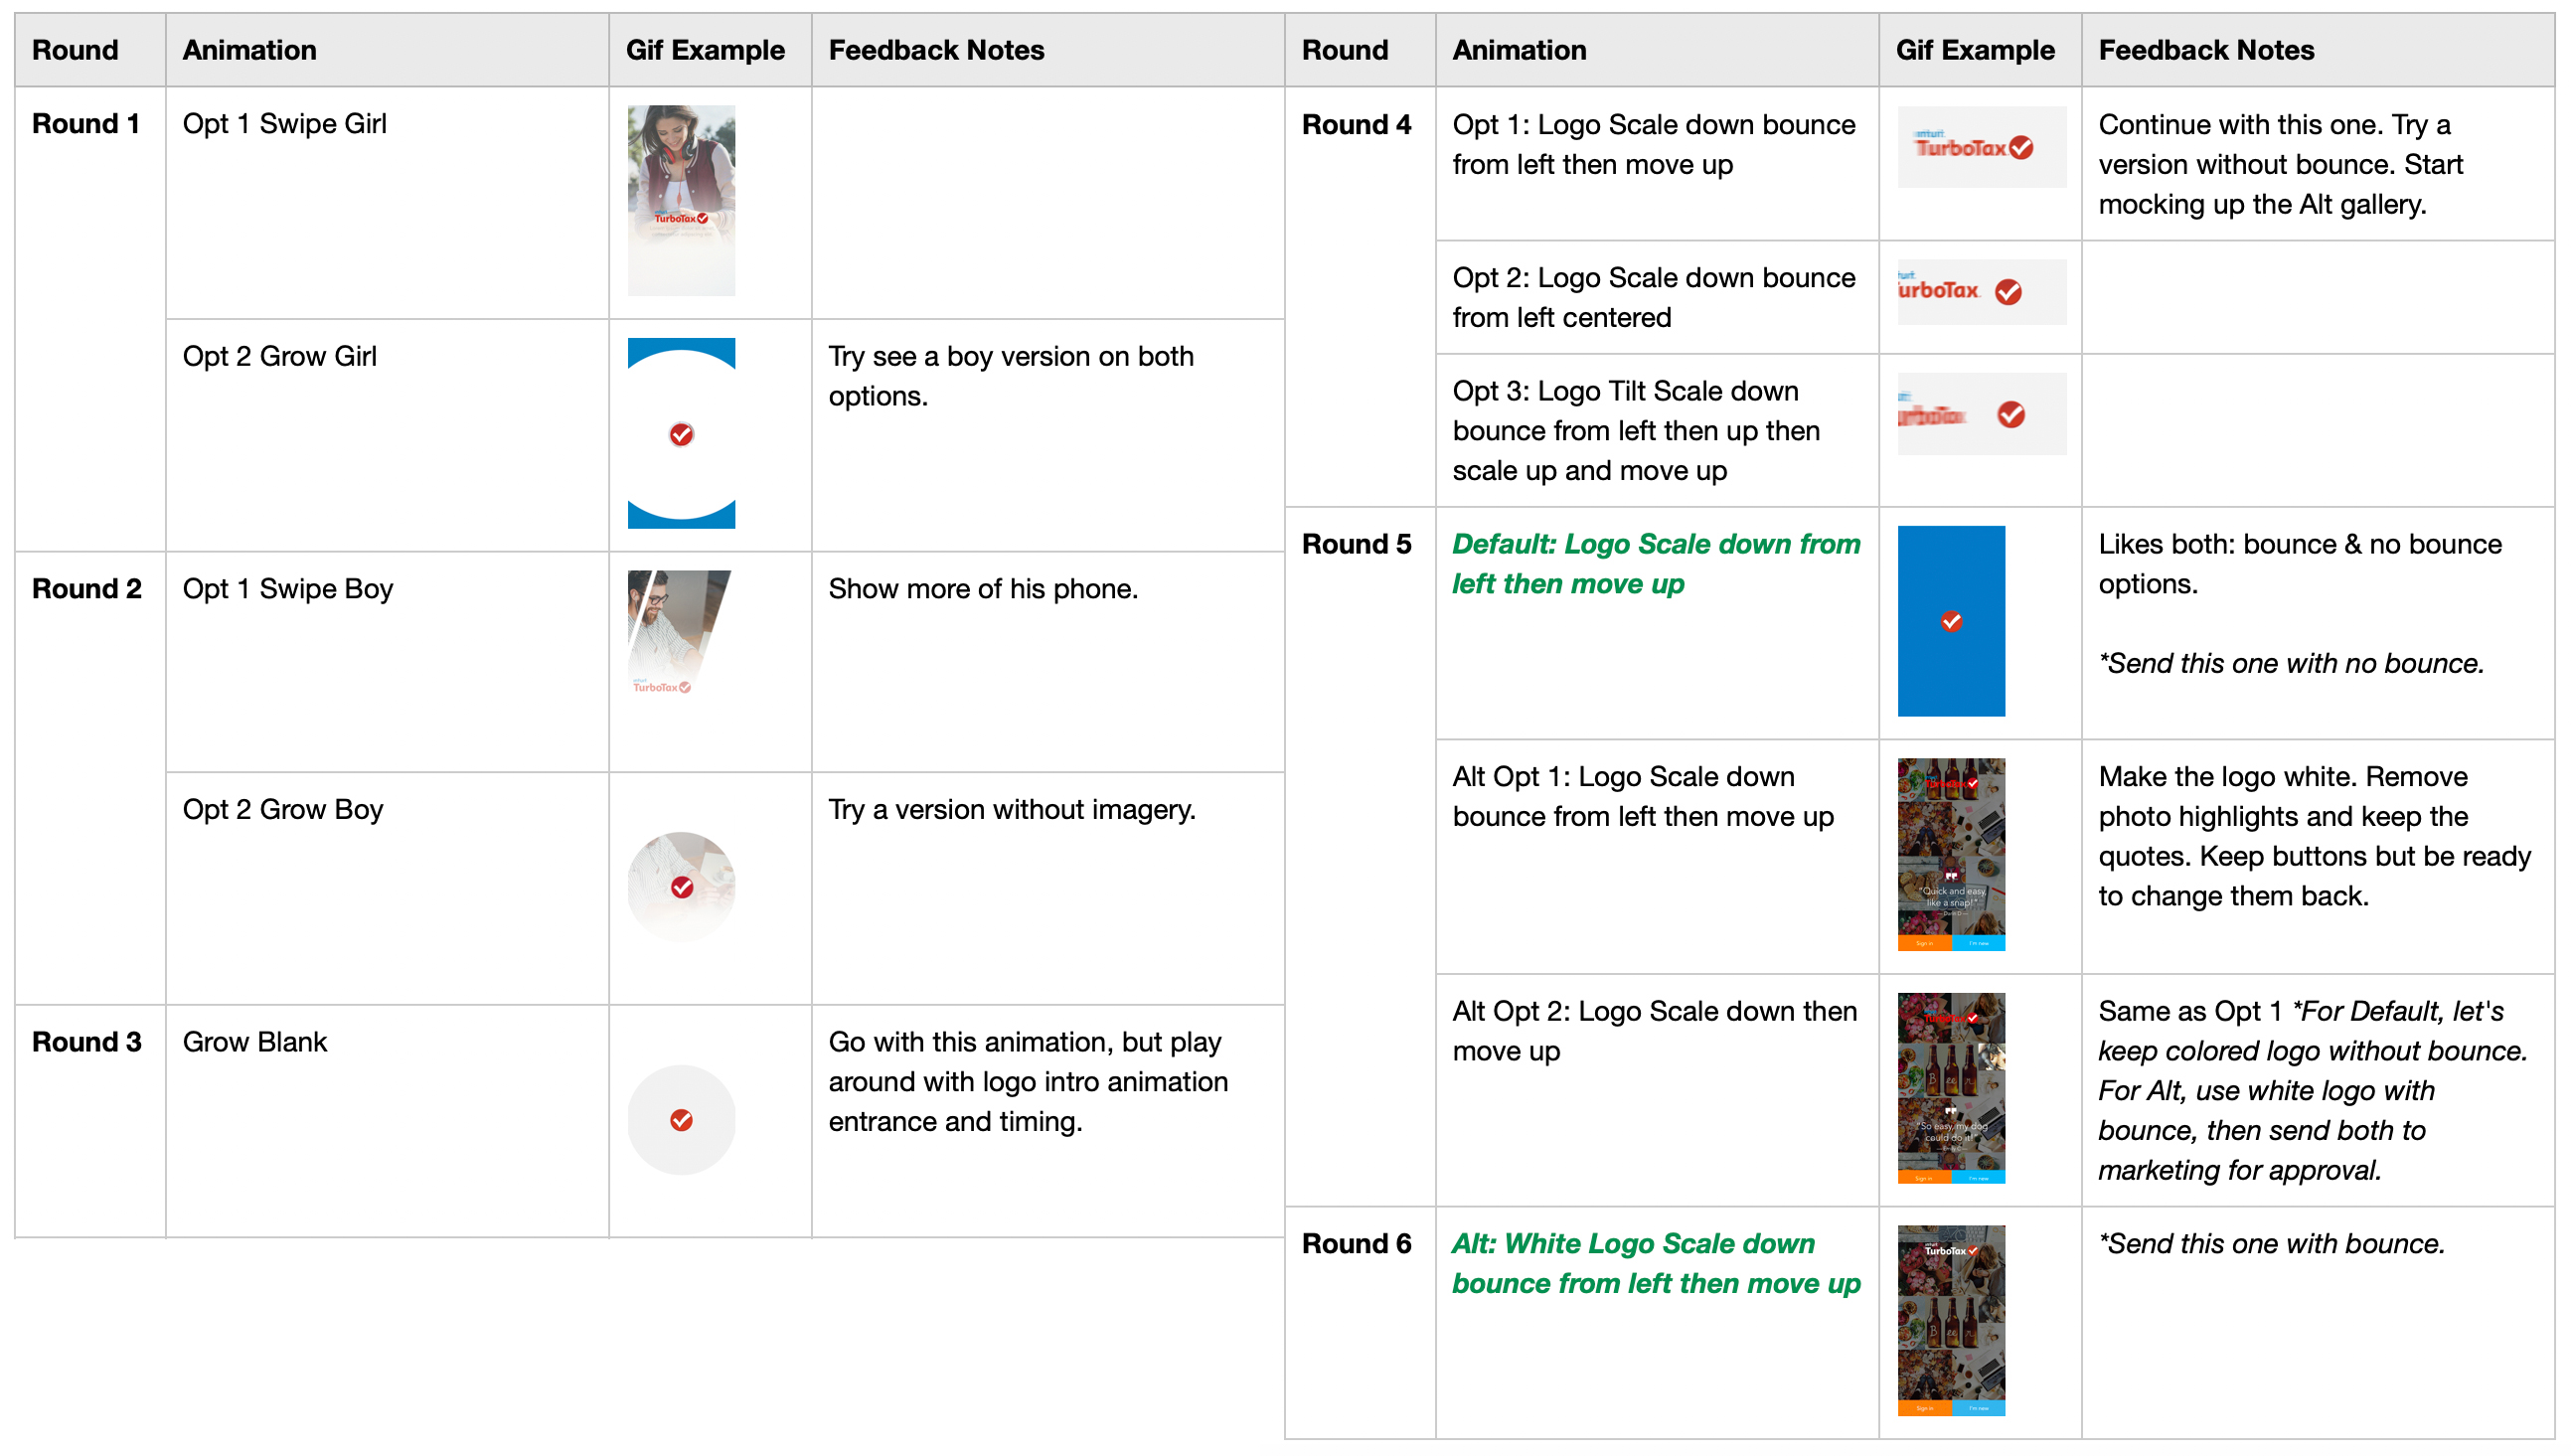 Round Animation Gif Example Feedback Notes
Round 1 Opt 1 Swipe Girl
TurboTax
Opt 2 Grow Girl Try see a boy version on both
options.
Round 2 Opt 1 Swipe Boy Show more of his phone.
intuit
TurboTax
Opt 2 Grow Boy Try a version without imagery.
Round 3 Grow Blank Go with this animation, but play
around with logo intro animation
entrance and timing.
Round Animation Gif Example Feedback Notes
Round 4 Opt 1: Logo Scale down bounce Continue with this one. Try a
from left then move up version without bounce. Start
mocking up the Alt gallery.
intuit
TurboTax
Opt 2: Logo Scale down bounce
from left centered
tuit
urboTax
Opt 3: Logo Tilt Scale down
bounce from left then up then
scale up and move up
Round 5 Default: Logo Scale down from Likes both: bounce & no bounce
left then move up options.
*Send this one with no bounce.
Alt Opt 1: Logo Scale down Make the logo white. Remove
bounce from left then move up photo highlights and keep the
quotes. Keep buttons but be ready
to change them back.
TurboTax
"Quick and easy,
like a snap!"
Sign in I'm new
Alt Opt 2: Logo Scale down then Same as Opt 1 *For Default, let's
move up keep colored logo without bounce.
For Alt, use white logo with
bounce, then send both to
marketing for approval.
TurboTax
Beer
"So easy, my dog
could do it!"
Sign in I'm new
Round 6 Alt: White Logo Scale down *Send this one with bounce.
bounce from left then move up
intuit
TurboTax
Beer
Sign in I'm new